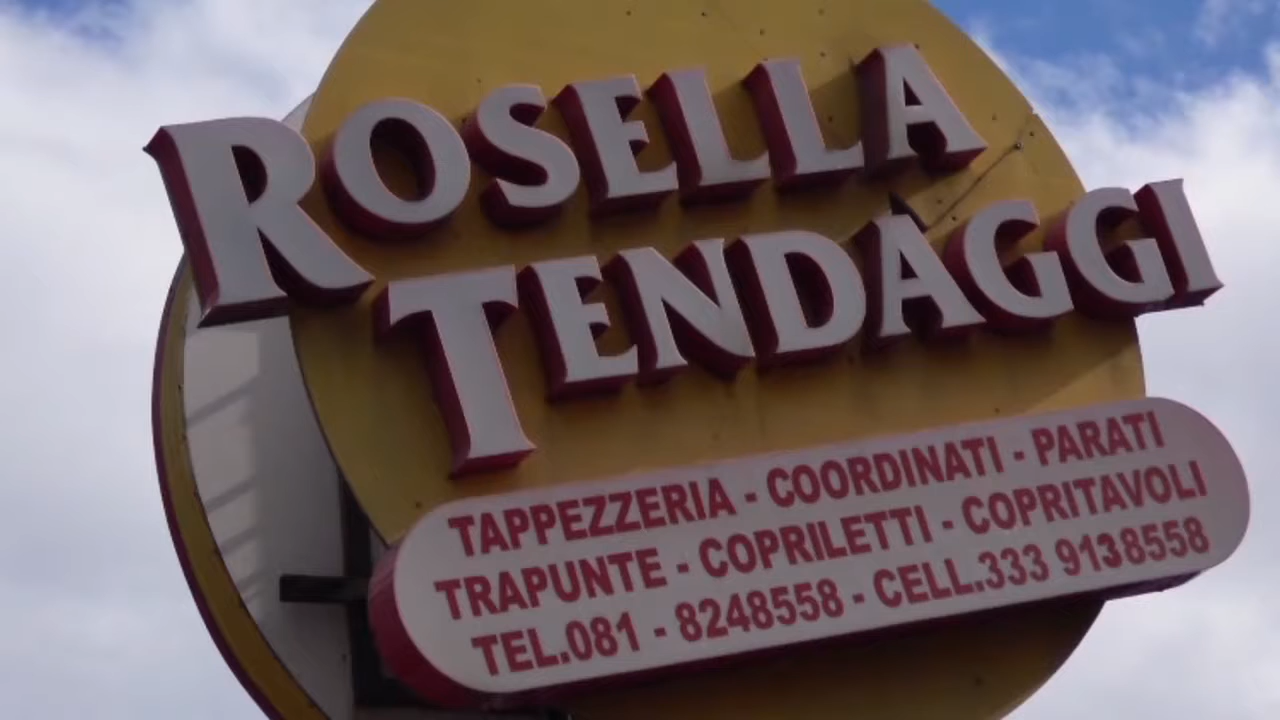 ROSELLA
TENDAGGI
TAPPEZZERIA - COORDINATI - PARATI
TRAPUNTE - COPRILETTI - COPRITAVOLI
TEL.081 - 8248558 - CELL.333 9138558